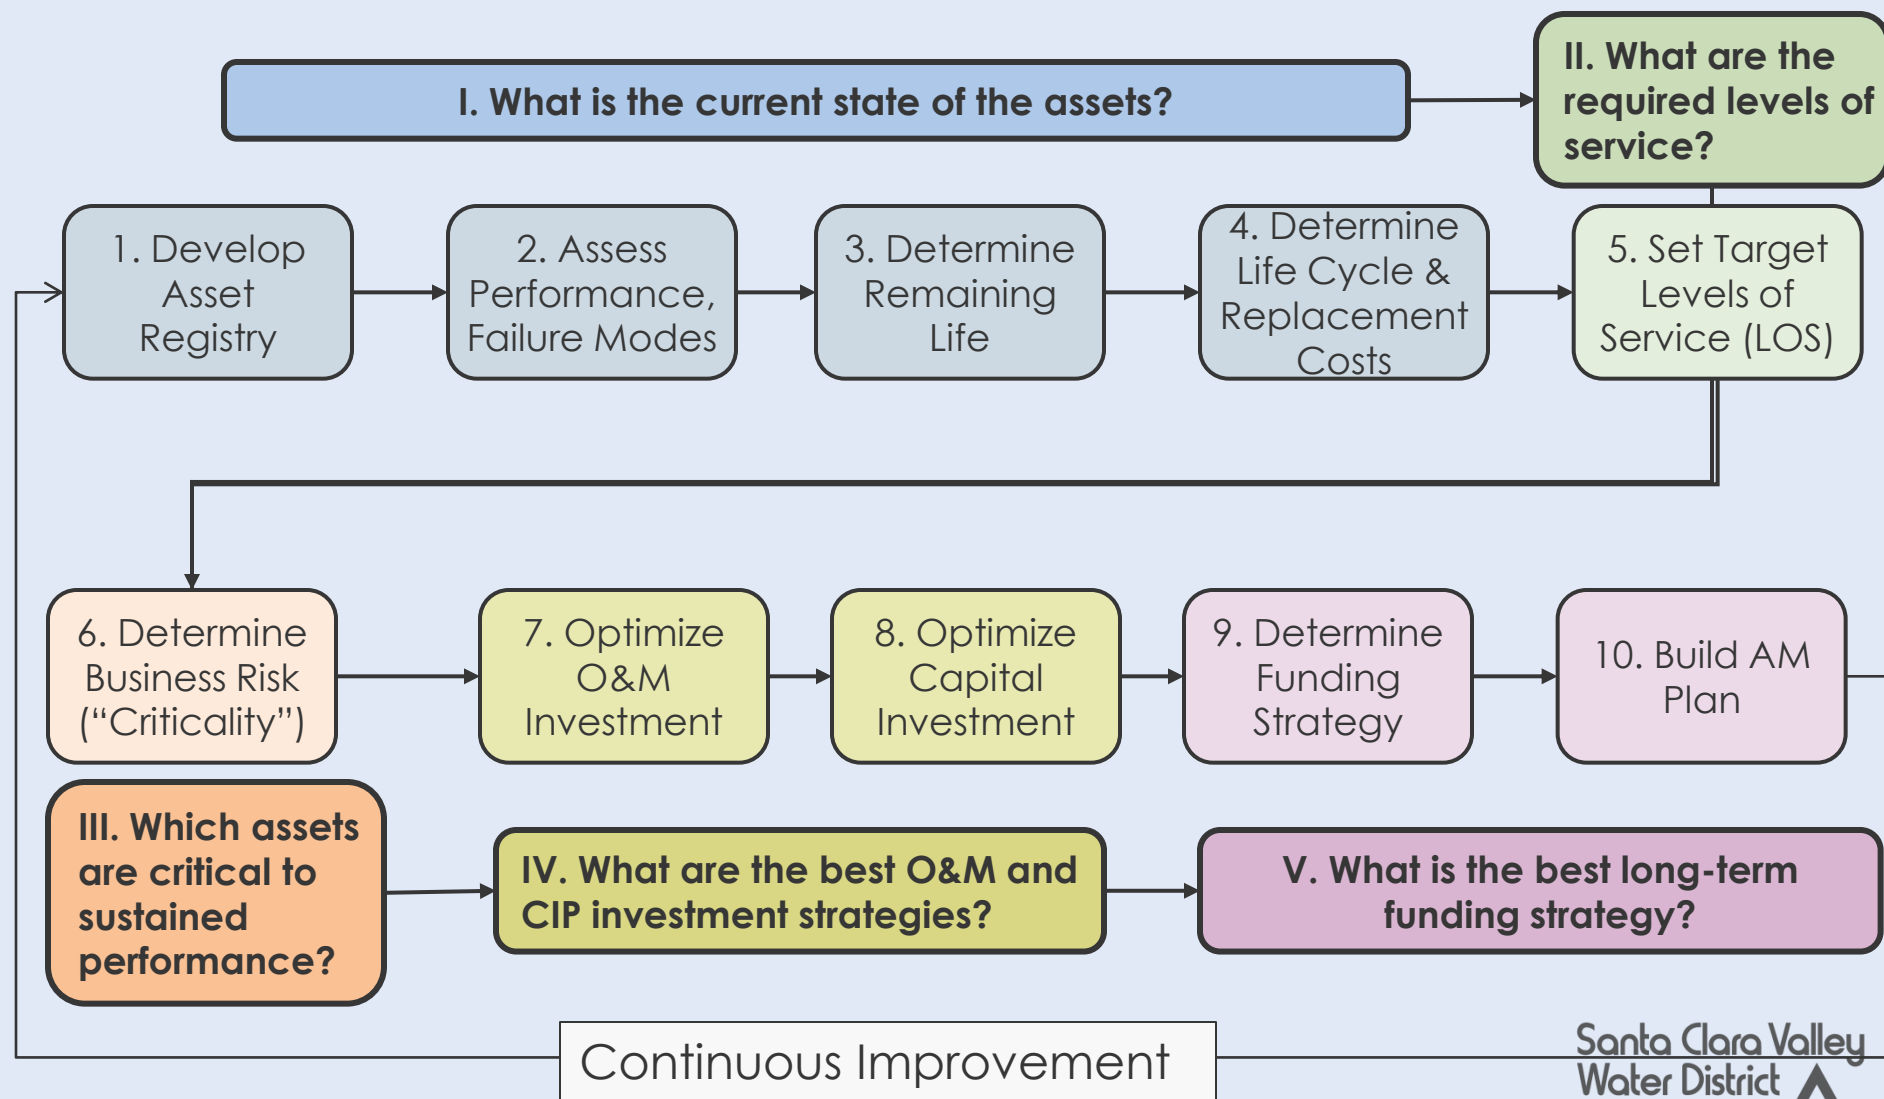 I. What is the current state of the assets?
II. What are the
required levels of
service?
1. Develop
Asset
Registry
2. Assess
Performance,
Failure Modes
3. Determine
Remaining
Life
4. Determine
Life Cycle &
Replacement
Costs
5. Set Target
Levels of
Service (LOS)
6. Determine
Business Risk
(“Criticality”)
7. Optimize
O&M
Investment
8. Optimize
Capital
Investment
9. Determine
Funding
Strategy
10. Build AM
Plan
III. Which assets
are critical to
sustained
performance?
IV. What are the best O&M and
CIP investment strategies?
V. What is the best long-term
funding strategy?
Continuous Improvement
Santa Clara Valley
Water District